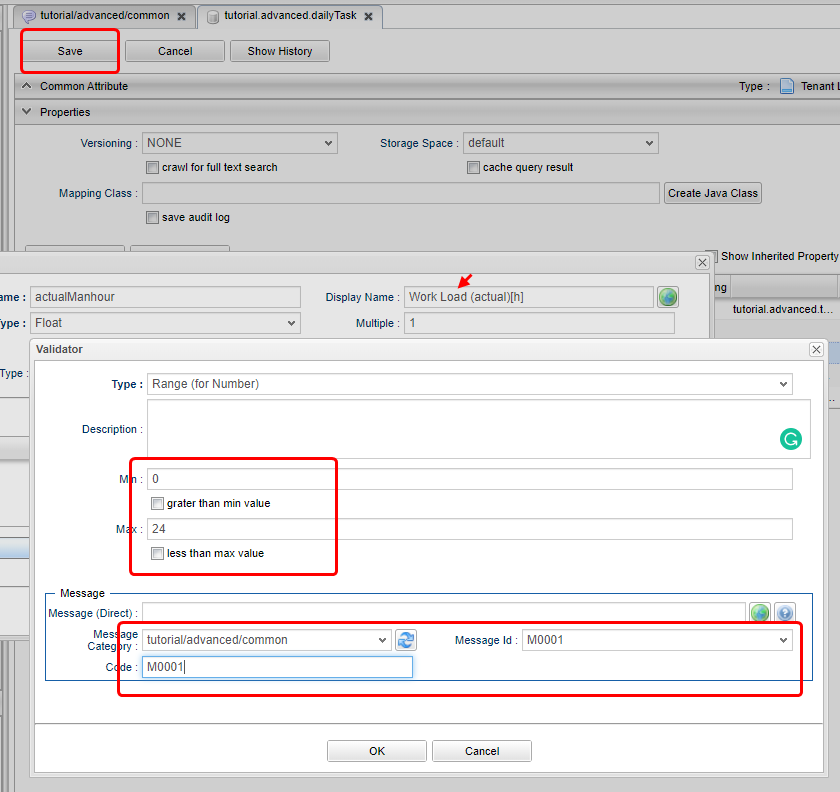 tutorial/advanced/common
tutorial.advanced.dailyTask
Save
Cancel
Show History
Common Attribute
Type :
Tenant
Properties
Versioning :
NONE
Storage Space :
default
crawl for full text search
cache query result
Mapping Class :
Create Java Class
save audit log
Show Inherited Property
ame :
actualManhour
Display Name :
Work Load (actual)[h]
ng
ype :
Float
Multiple :
1
tutorial.advanced.t...
Validator
Type :
Type :
Range (for Number)
Description :
Min :
0
grater than min value
Max :
24
less than max value
Message
Message (Direct) :
Message
Category :
tutorial/advanced/common
Message Id :
M0001
Code :
M0001
OK
Cancel